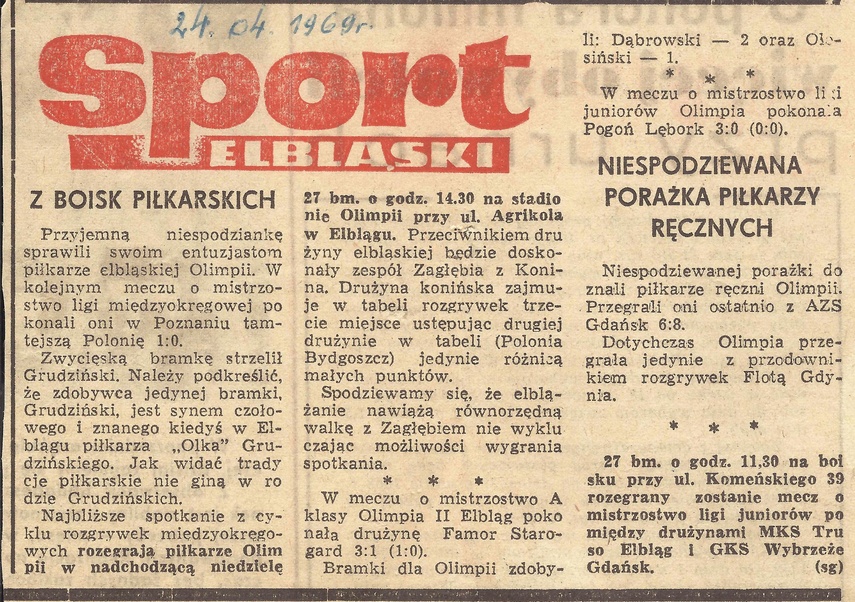 24. 04. 1969r.
Sport
ELBLĄSKI
Z BOISK PIŁKARSKICH
Przyjemną niespodziankę
sprawili swoim entuzjastom
piłkarze elbląskiej Olimpii. W
kolejnym meczu o mistrzo-
stwo ligi międzyokręgowej po
konali oni w Poznaniu tam-
tejszą Polonię 1:0.
Zwycięską bramkę strzelił
Grudziński. Należy podkreślić,
że zdobywca jedynej bramki,
Grudziński, jest synem czoło-
wego i znanego kiedyś w El-
blągu piłkarza „Olka” Gru-
dzińskiego. Jak widać trady
cje piłkarskie nie giną w ro
dzie Grudzińskich.
Najbliższe spotkanie z cy-
klu rozgrywek międzyokręgo-
wych rozegrają piłkarze Olim
pii w nadchodzącą niedzielę
27 bm. o godz. 14.30 na stadio
nie Olimpii przy ul. Agrikola
w Elblągu. Przeciwnikiem dru
żyny elbląskiej będzie dosko-
nały zespół Zagłębia z Koni-
na. Drużyna konińska zajmu-
je w tabeli rozgrywek trze-
cie miejsce ustępując drugiej
drużynie w tabeli (Polonia
Bydgoszcz) jedynie różnicą
małych punktów.
Spodziewamy się, że elblą-
żanie nawiążą równorzędną
walkę z Zagłębiem nie wyklu
czając możliwości wygrania
spotkania.
* * *
W meczu o mistrzostwo A
klasy Olimpia II Elbląg poko
nała drużynę Famor Staro-
gard 3:1 (1:0).
Bramki dla Olimpii zdoby-
li: Dąbrowski — 2 oraz Ole-
siński — 1.
* * *
W meczu o mistrzostwo ligi
juniorów Olimpia pokonała
Pogoń Lębork 3:0 (0:0).
NIESPODZIEWANA
PORAŻKA PIŁKARZY
RĘCZNYCH
Niespodziewanej porażki do
znali piłkarze ręczni Olimpii.
Przegrali oni ostatnio z AZS
Gdańsk 6:8.
Dotychczas Olimpia prze-
grała jedynie z przodowni-
kiem rozgrywek Flotą Gdy-
nia.
* * *
27 bm. o godz. 11,30 na boi
sku przy ul. Komeńskiego 39
rozegrany zostanie mecz o
mistrzostwo ligi juniorów po
między drużynami MKS Tru
so Elbląg i GKS Wybrzeże
Gdańsk. (sg)